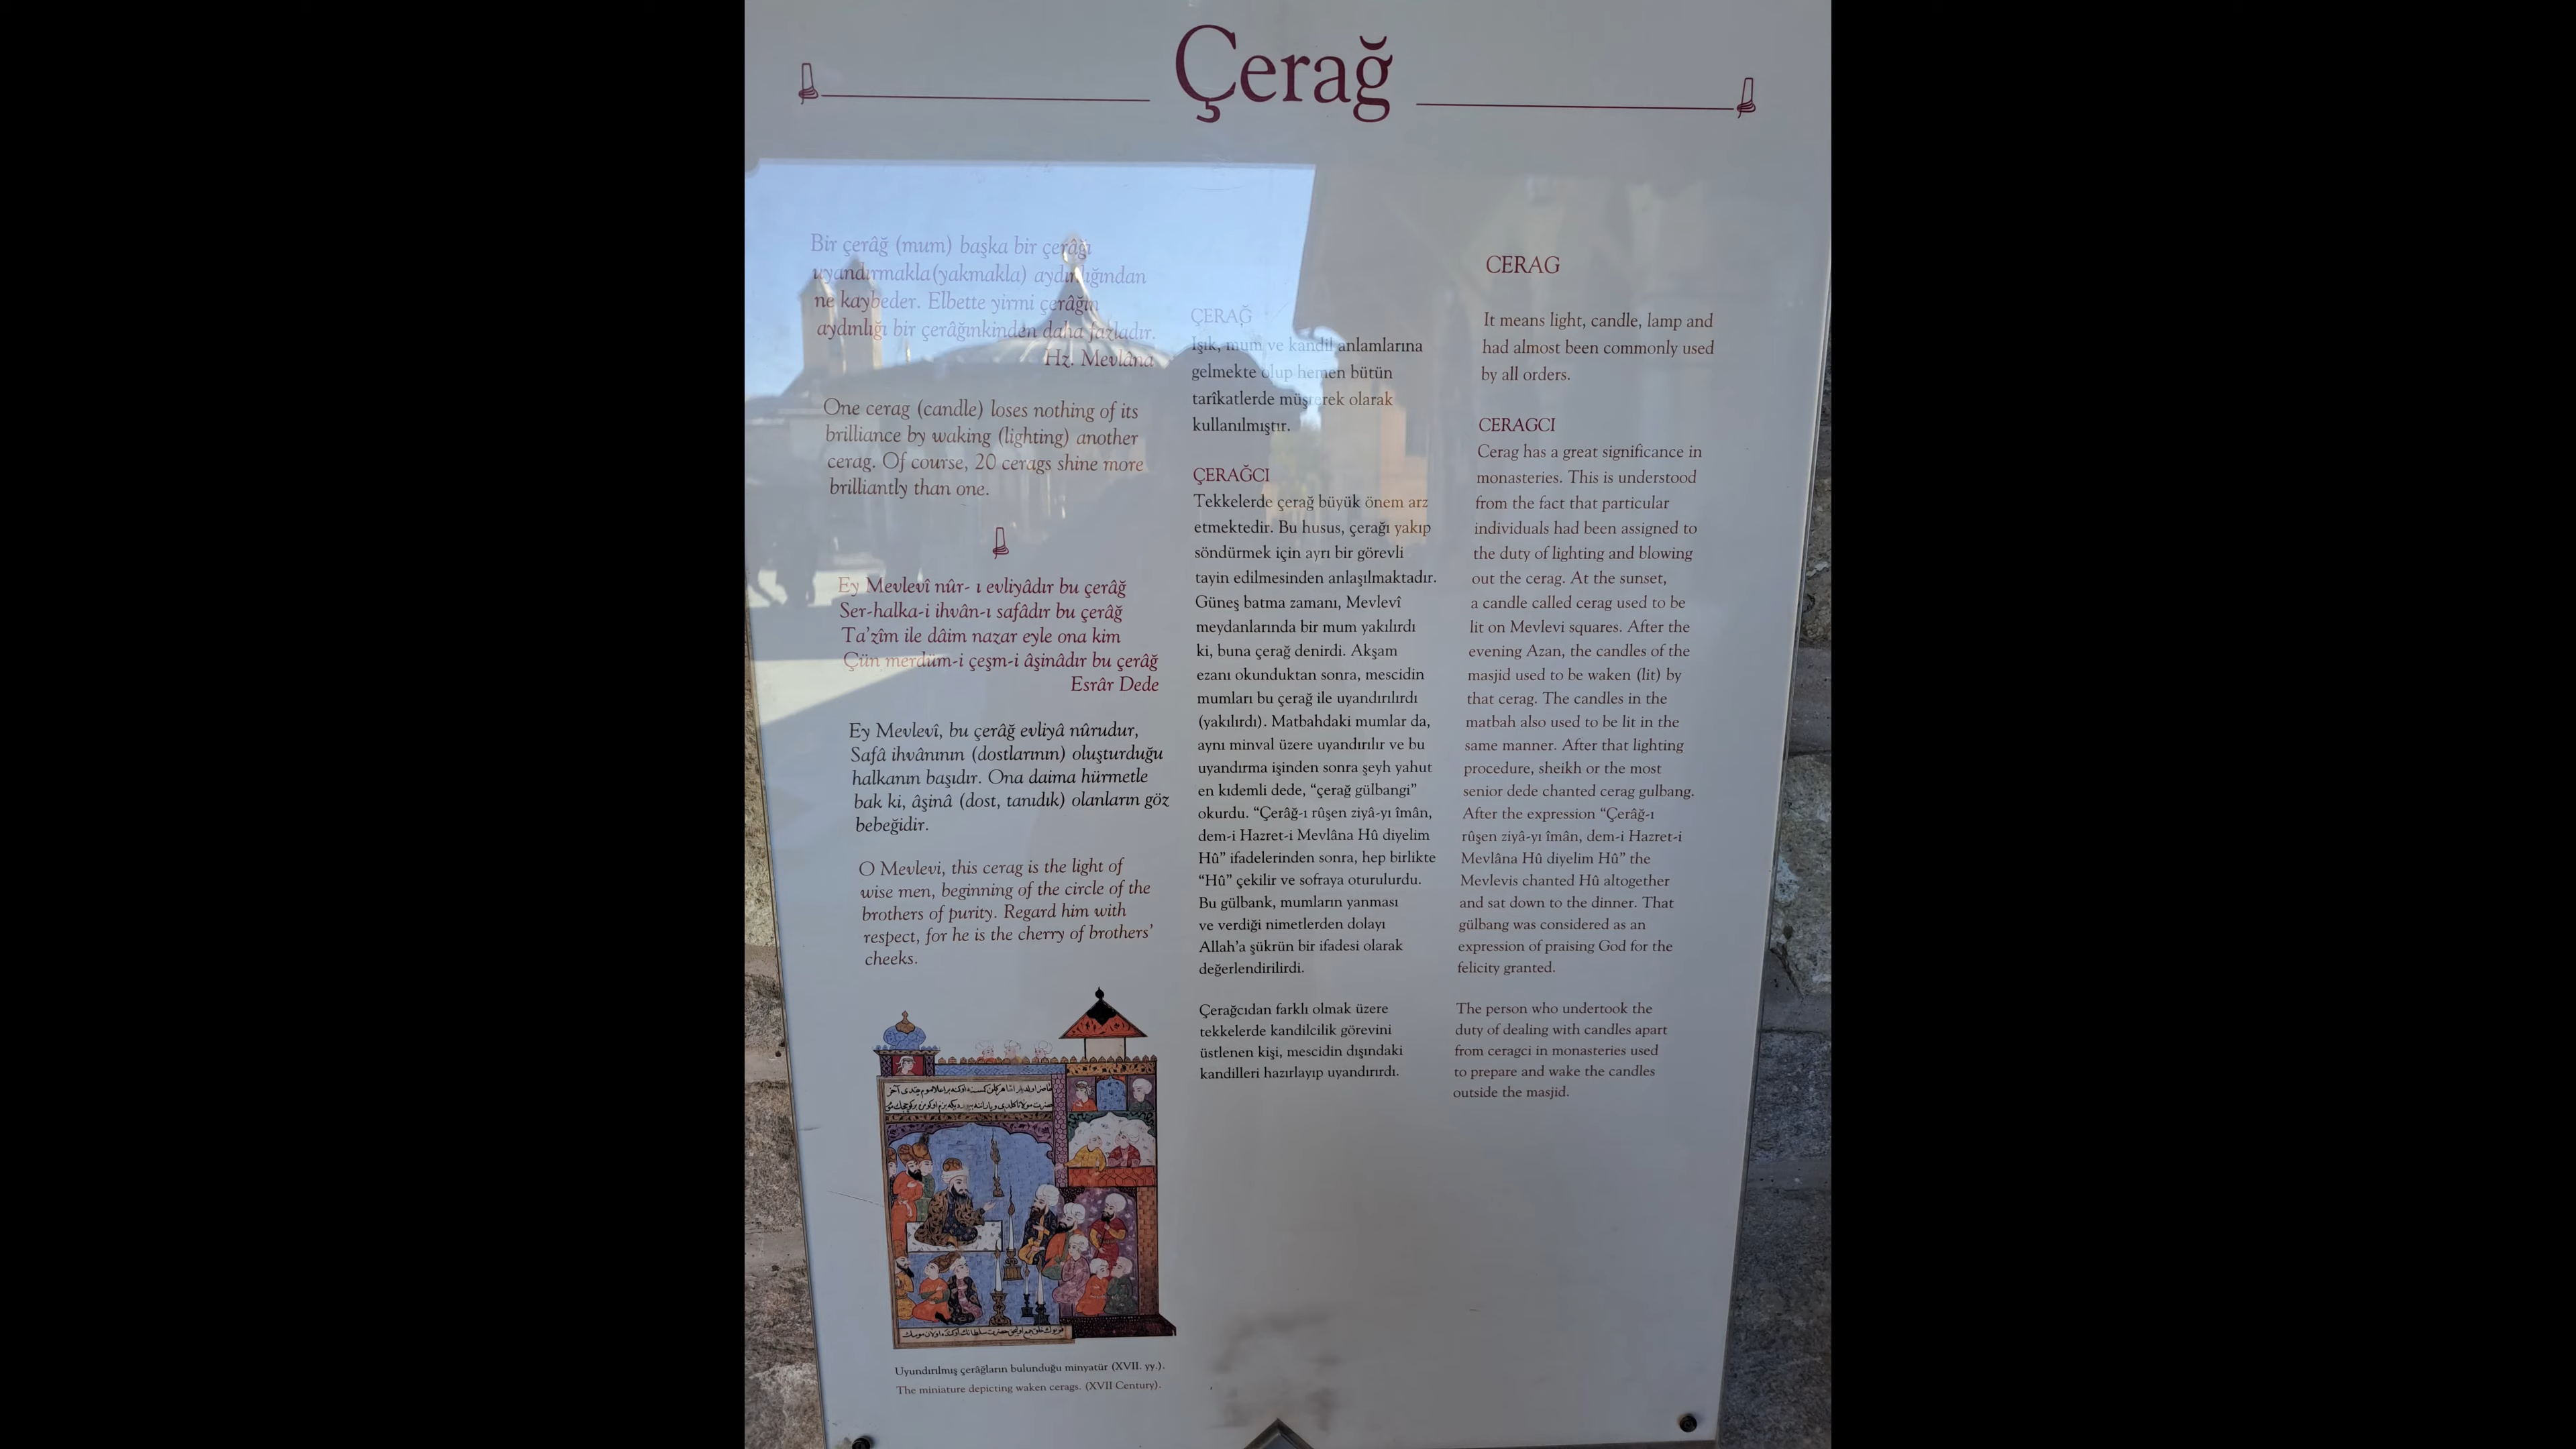 Çerağ
Bir çerâğ (mum) başka bir çerâğı
uyandırmakla(yakmakla) aydınlığından
ne kaybeder. Elbette yirmi çerâğın
aydınlığı bir çerâğınkinden daha fazladır.
Hz. Mevlâna
One cerag (candle) loses nothing of its
brilliance by waking (lighting) another
cerag. Of course, 20 cerags shine more
brilliantly than one.
Ey Mevlevî nûr- ı evliyâdır bu çerâğ
Ser-halka-i ihvân-ı safâdır bu çerâğ
Ta'zîm ile dâim nazar eyle ona kim
Çün merdüm-i çeşm-i âşinâdır bu çerâğ
Esrâr Dede
Ey Mevlevî, bu çerâğ evliyâ nûrudur,
Safâ ihvânının (dostlarının) oluşturduğu
halkanın başıdır. Ona daima hürmetle
bak ki, âşinâ (dost, tanıdık) olanların göz
bebeğidir.
O Mevlevi, this cerag is the light of
wise men, beginning of the circle of the
brothers of purity. Regard him with
respect, for he is the cherry of brothers'
cheeks.
Uyundırılmış çerâğların bulunduğu minyatür (XVII. yy.).
The miniature depicting waken cerags. (XVII Century).
ÇERAĞ
Işık, mum ve kandil anlamlarına
gelmekte olup hemen bütün
tarîkatlerde müşterek olarak
kullanılmıştır.
ÇERAĞCI
Tekkelerde çerağ büyük önem arz
etmektedir. Bu husus, çerağı yakıp
söndürmek için ayrı bir görevli
tayin edilmesinden anlaşılmaktadır.
Güneş batma zamanı, Mevlevî
meydanlarında bir mum yakılırdı
ki, buna çerağ denirdi. Akşam
ezanı okunduktan sonra, mescidin
mumları bu çerağ ile uyandırılırdı
(yakılırdı). Matbahdaki mumlar da,
aynı minval üzere uyandırılır ve bu
uyandırma işinden sonra şeyh yahut
en kıdemli dede, "çerağ gülbangi"
okurdu. "Çerâğ-ı rûşen ziyâ-yı îmân,
dem-i Hazret-i Mevlâna Hû diyelim
Hû" ifadelerinden sonra, hep birlikte
"Hû" çekilir ve sofraya oturulurdu.
Bu gülbank, mumların yanması
ve verdiği nimetlerden dolayı
Allah'a şükrün bir ifadesi olarak
değerlendirilirdi.
Çerağcıdan farklı olmak üzere
tekkelerde kandilcilik görevini
üstlenen kişi, mescidin dışındaki
kandilleri hazırlayıp uyandırırdı.
CERAG
It means light, candle, lamp and
had almost been commonly used
by all orders.
CERAGCI
Cerag has a great significance in
monasteries. This is understood
from the fact that particular
individuals had been assigned to
the duty of lighting and blowing
out the cerag. At the sunset,
a candle called cerag used to be
lit on Mevlevi squares. After the
evening Azan, the candles of the
masjid used to be waken (lit) by
that cerag. The candles in the
matbah also used to be lit in the
same manner. After that lighting
procedure, sheikh or the most
senior dede chanted cerag gulbang.
After the expression "Çerâğ-ı
rûşen ziyâ-yı îmân, dem-i Hazret-i
Mevlâna Hû diyelim Hû" the
Mevlevis chanted Hû altogether
and sat down to the dinner. That
gülbang was considered as an
expression of praising God for the
felicity granted.
The person who undertook the
duty of dealing with candles apart
from ceragci in monasteries used
to prepare and wake the candles
outside the masjid.